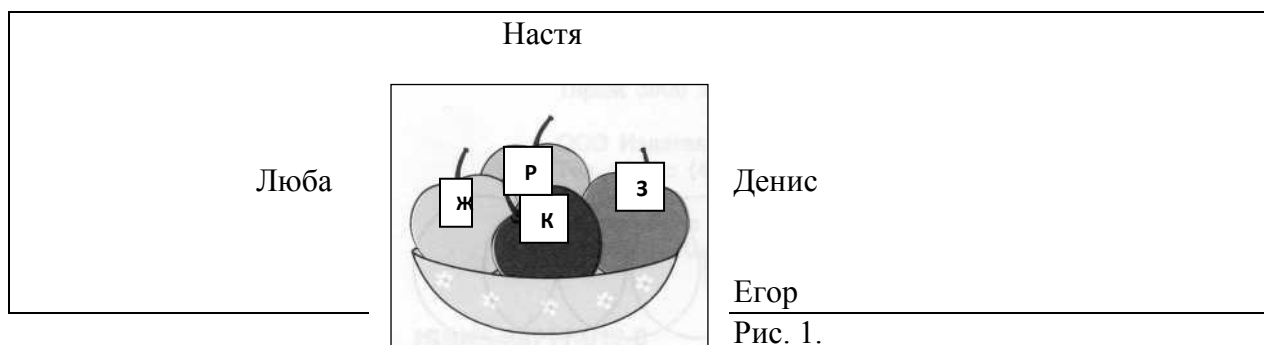 Настя
Р
З
Люба
Денис
Ж
К
Егор
Рис. 1.